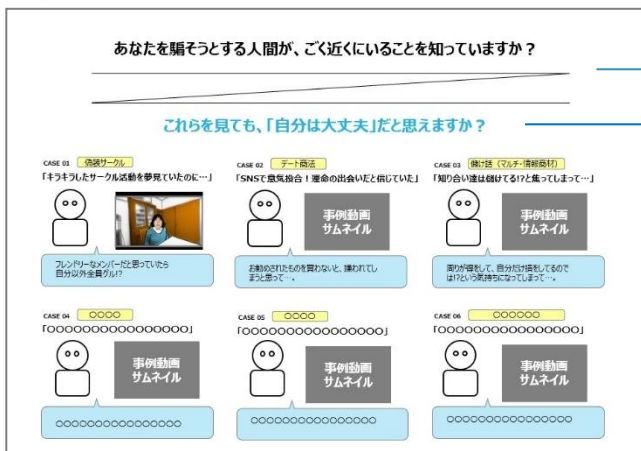 あなたを騙そうとする人間が、ごく近くにいることを知っていますか？
これらを見ても、「自分は大丈夫」だと思えますか？
CASE 01 偽装サークル
「キラキラしたサークル活動を夢見ていたのに…」
フレンドリーなメンバーだと思っていたら
自分以外全員グル!?
CASE 02 デート商法
「SNSで意気投合！運命の出会いだと信じていた」
事例動画
サムネイル
お勧めされたものを買わないと、嫌われてし
まうと思って…。
CASE 03 儲け話（マルチ・情報商材）
「知り合い達は儲けてる!?と焦ってしまって…」
事例動画
サムネイル
周りが得をして、自分だけ損をしてるので
は!?という気持ちになってしまって…。
CASE 04 〇〇〇〇
「〇〇〇〇〇〇〇〇〇〇〇〇〇〇〇〇」
事例動画
サムネイル
〇〇〇〇〇〇〇〇〇〇〇〇〇〇〇〇
CASE 05 〇〇〇〇
「〇〇〇〇〇〇〇〇〇〇〇〇〇〇〇〇」
事例動画
サムネイル
〇〇〇〇〇〇〇〇〇〇〇〇〇〇〇〇
CASE 06 〇〇〇〇〇〇
「〇〇〇〇〇〇〇〇〇〇〇〇〇〇〇〇」
事例動画
サムネイル
〇〇〇〇〇〇〇〇〇〇〇〇〇〇〇〇